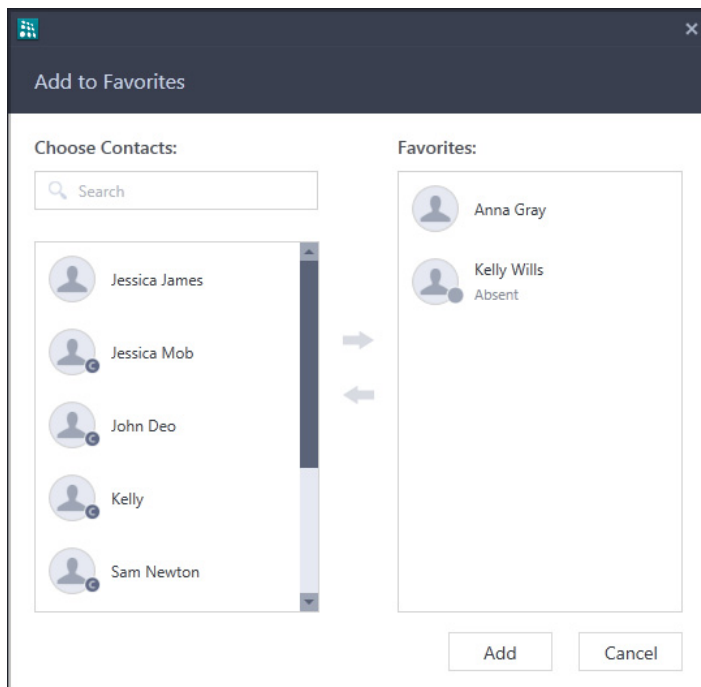 Add to Favorites
Choose Contacts:
Search
Jessica James
C
Jessica Mob
C
John Deo
C
Kelly
C
Sam Newton
Favorites:
Anna Gray
Kelly Wills
Absent
Add
Cancel